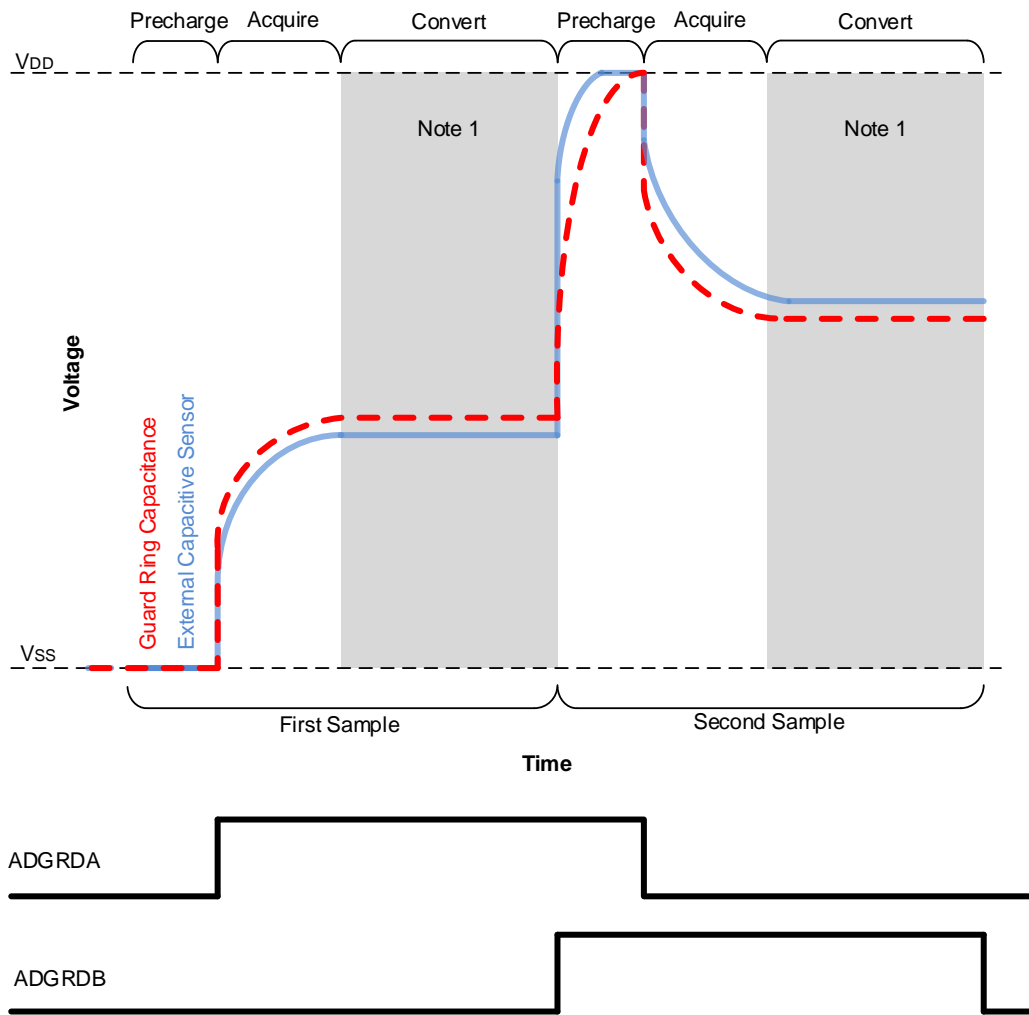 Precharge Acquire Convert Precharge Acquire Convert
VDD
Note 1 Note 1
Voltage
Guard Ring Capacitance
External Capacitive Sensor
VSS
First Sample Second Sample
Time
ADGRDA
ADGRDB